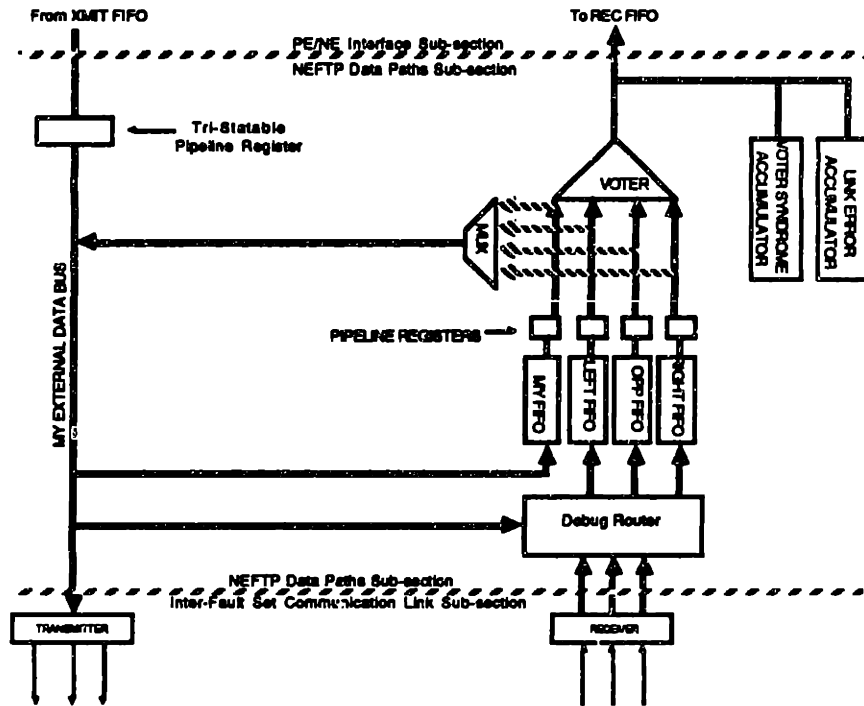 From XMIT FIFO
To REC FIFO
PE/NE Interface Sub-section
NEFTP Data Paths Sub-section
Tri-Statable
Pipeline Register
VOTER
MUX
VOTER SYNDROME
ACCUMULATOR
LINK ERROR
ACCUMULATOR
MY EXTERNAL DATA BUS
PIPELINE REGISTERS
MY FIFO
LEFT FIFO
OPP FIFO
RIGHT FIFO
Debug Router
NEFTP Data Paths Sub-section
Inter-Fault Set Communication Link Sub-section
TRANSMITTER
RECEIVER